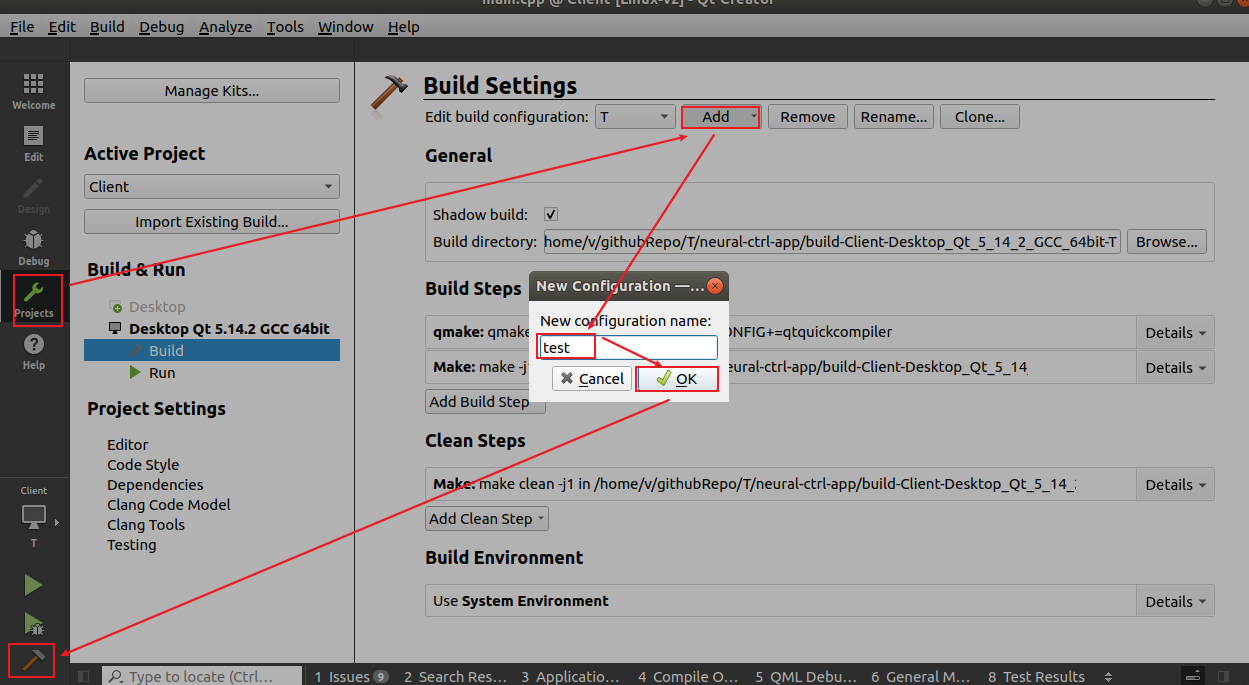 main.cpp @ Client [Linux-v2] - Qt Creator
File Edit Build Debug Analyze Tools Window Help
Welcome
Edit
Design
Debug
Projects
Help
Client
T
Manage Kits...
Active Project
Client
Import Existing Build...
Build & Run
Desktop
Desktop Qt 5.14.2 GCC 64bit
Build
Run
Project Settings
Editor
Code Style
Dependencies
Clang Code Model
Clang Tools
Testing
Build Settings
Edit build configuration: T Add Remove Rename... Clone...
General
Shadow build:
Build directory: home/v/githubRepo/T/neural-ctrl-app/build-Client-Desktop_Qt_5_14_2_GCC_64bit-T Browse...
Build Steps
qmake: qmake ONFIG+=qtquickcompiler Details
Make: make -j eural-ctrl-app/build-Client-Desktop_Qt_5_14_ Details
Add Build Step
New Configuration —...
New configuration name:
test
Cancel OK
Clean Steps
Make: make clean -j1 in /home/v/githubRepo/T/neural-ctrl-app/build-Client-Desktop_Qt_5_14_ Details
Add Clean Step
Build Environment
Use System Environment Details
Type to locate (Ctrl... 1 Issues 9 2 Search Res... 3 Applicatio... 4 Compile O... 5 QML Debu... 6 General M... 8 Test Results